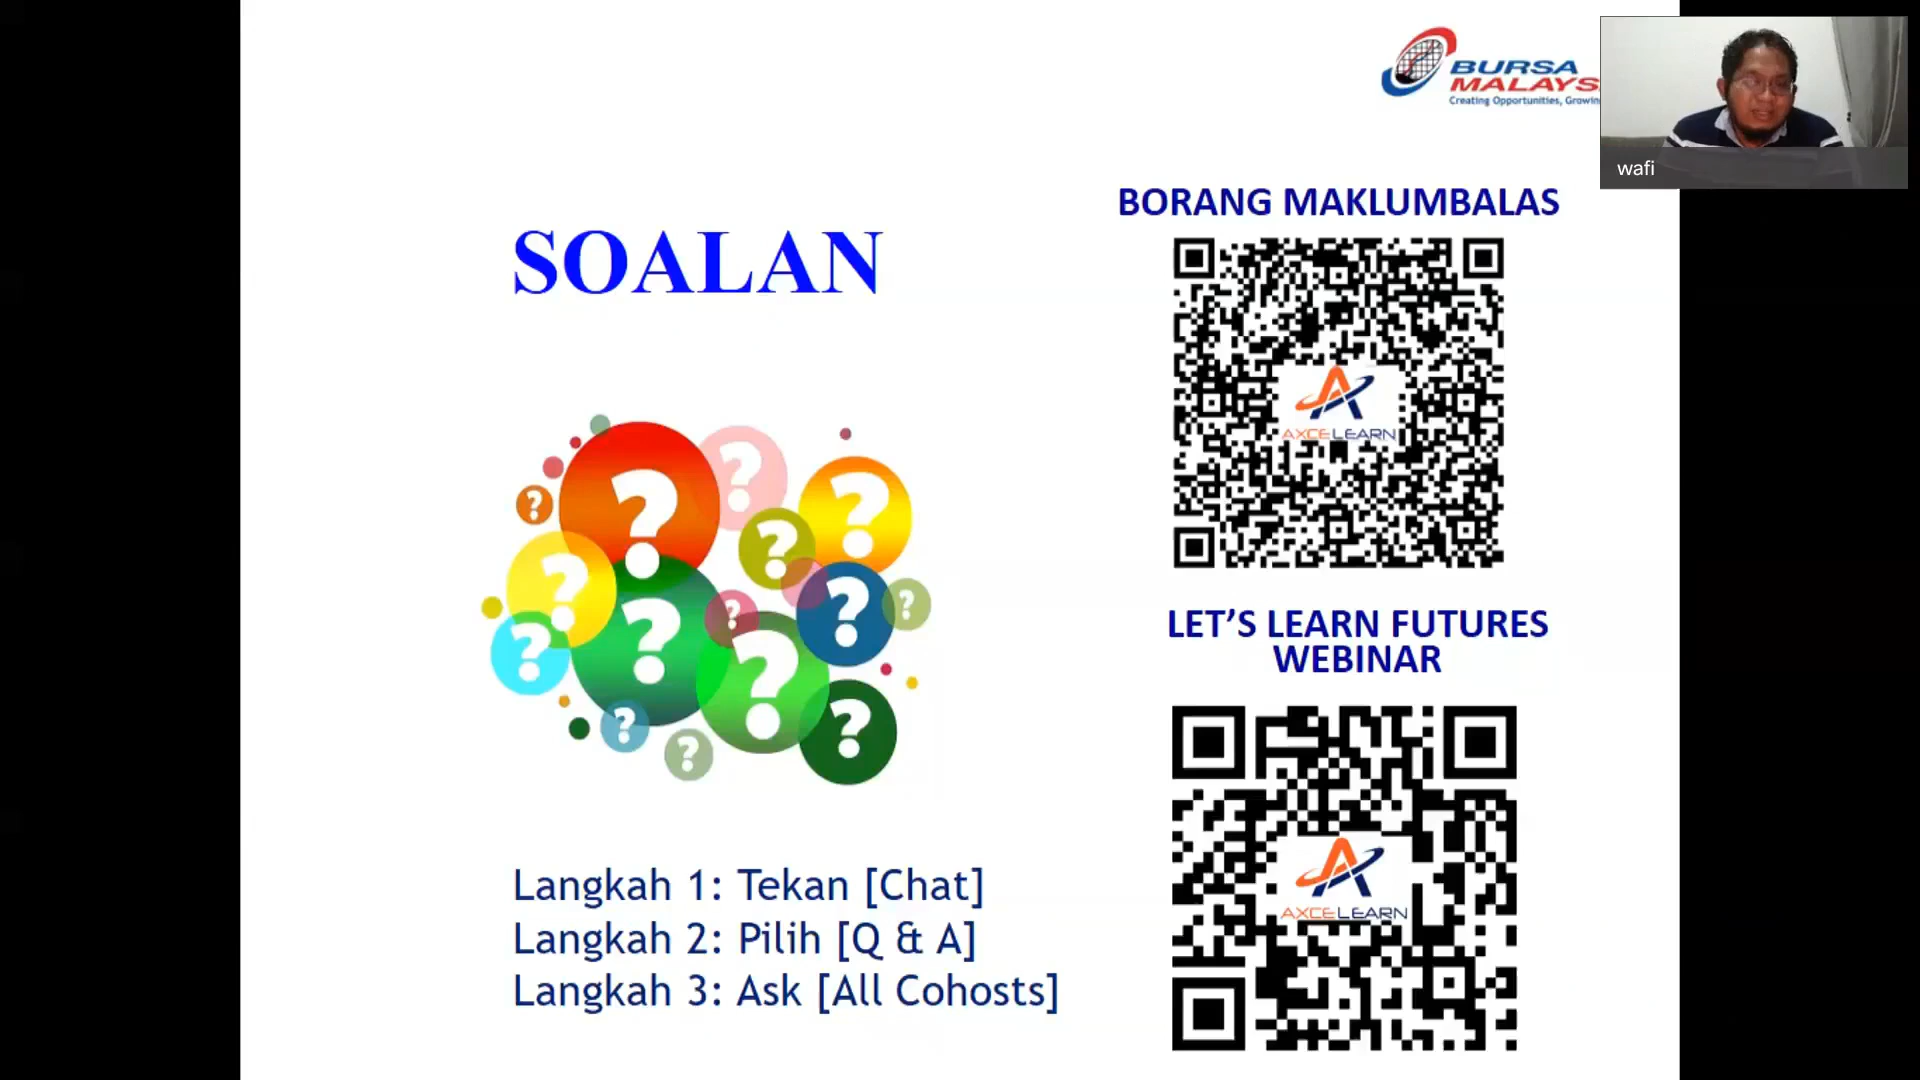 BURSA
MALAYS
Creating Opportunities, Growin
wafi
SOALAN
BORANG MAKLUMBALAS
AXCELEARN
LET'S LEARN FUTURES
WEBINAR
AXCELEARN
Langkah 1: Tekan [Chat]
Langkah 2: Pilih [Q & A]
Langkah 3: Ask [All Cohosts]